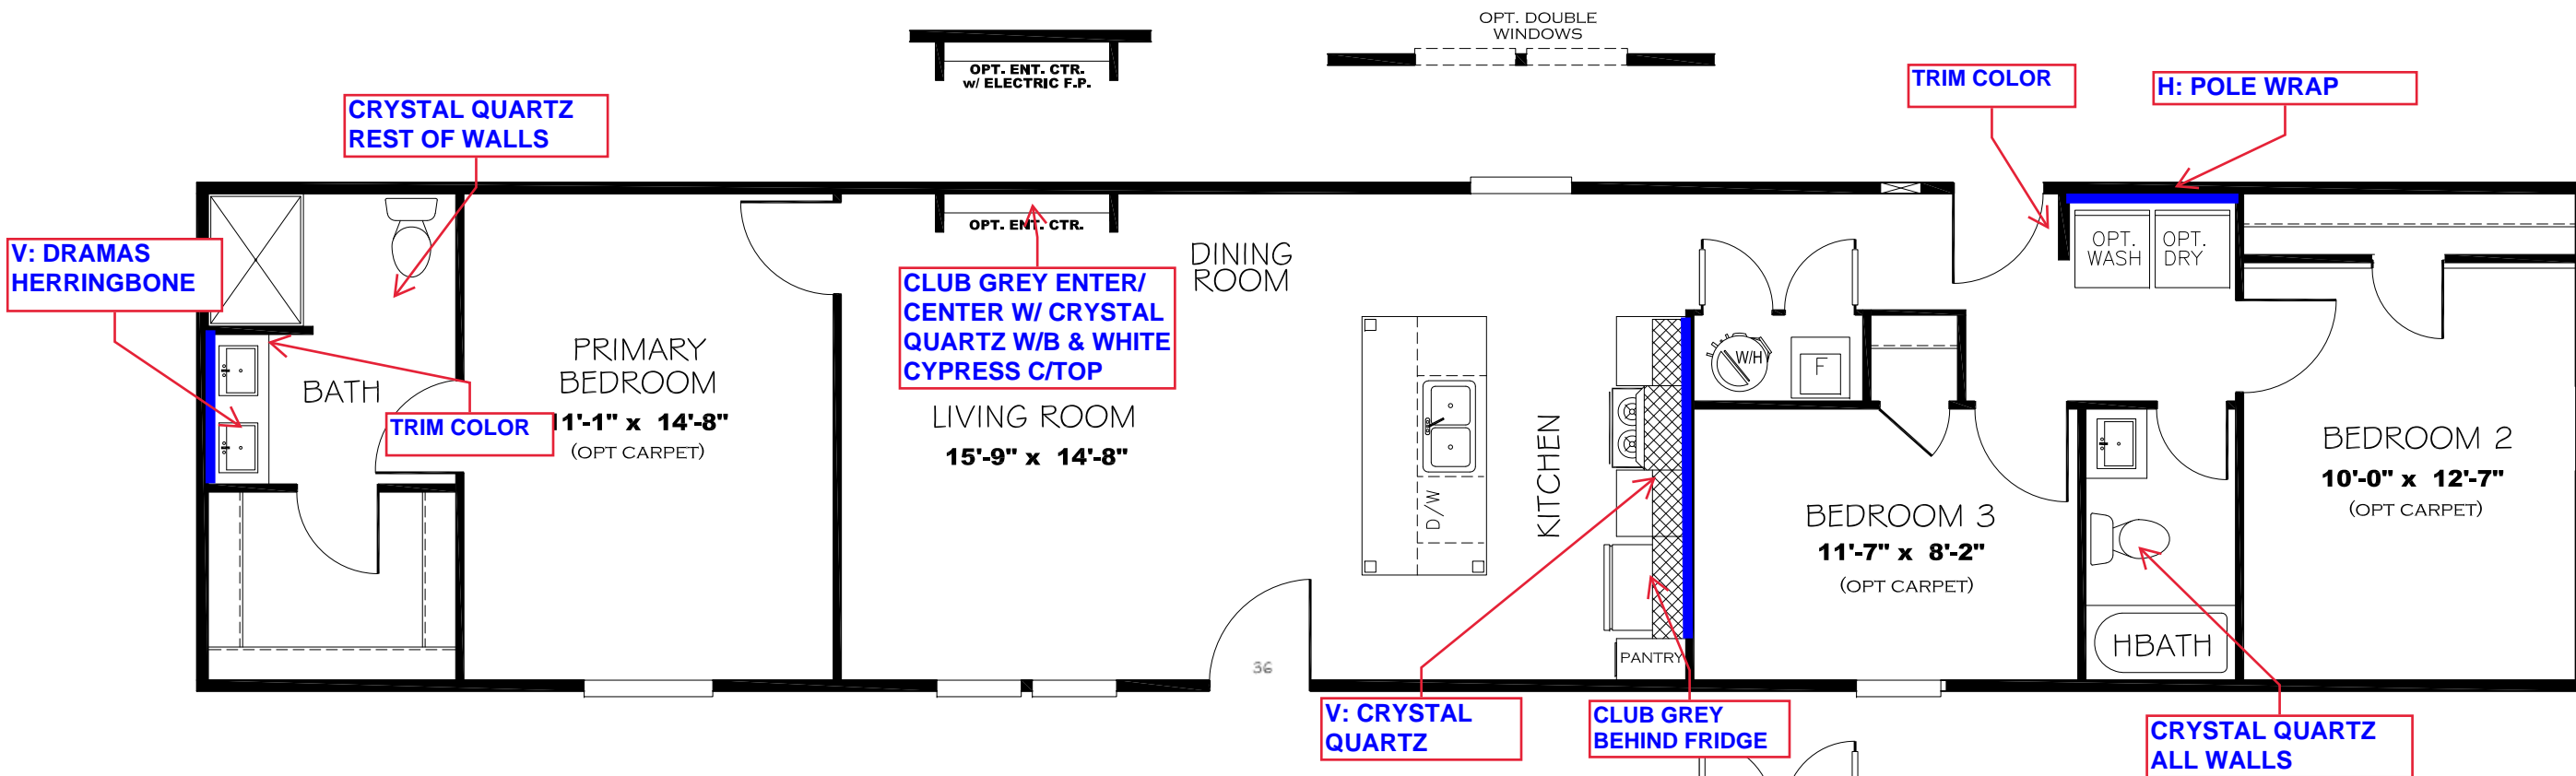 OPT. DOUBLE
WINDOWS
OPT. ENT. CTR.
w/ ELECTRIC F.P.
TRIM COLOR
H: POLE WRAP
CRYSTAL QUARTZ
REST OF WALLS
V: DRAMAS
HERRINGBONE
OPT. ENT. CTR.
DINING
ROOM
OPT.
WASH
OPT.
DRY
CLUB GREY ENTER/
CENTER W/ CRYSTAL
QUARTZ W/B & WHITE
CYPRESS C/TOP
PRIMARY
BEDROOM
11'-1" x 14'-8"
(OPT CARPET)
BATH
TRIM COLOR
LIVING ROOM
15'-9" x 14'-8"
W/H
F
D/W
KITCHEN
BEDROOM 2
10'-0" x 12'-7"
(OPT CARPET)
BEDROOM 3
11'-7" x 8'-2"
(OPT CARPET)
HBATH
PANTRY
36
V: CRYSTAL
QUARTZ
CLUB GREY
BEHIND FRIDGE
CRYSTAL QUARTZ
ALL WALLS